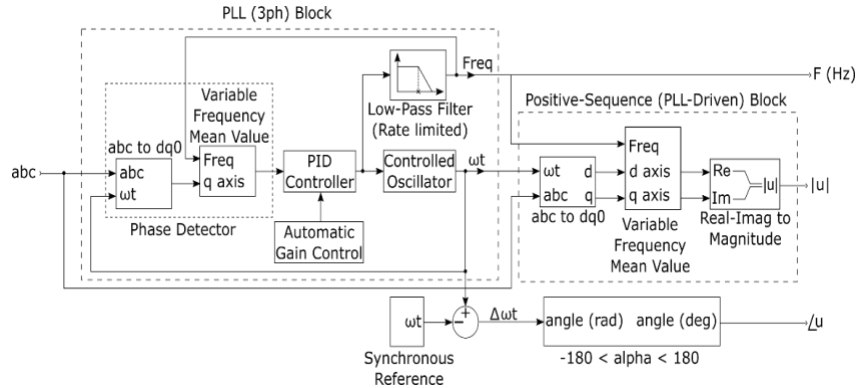 PLL (3ph) Block
Freq
F (Hz)
Low-Pass Filter
(Rate limited)
Variable
Frequency
Mean Value
abc to dq0
Freq
q axis
abc
abc
ωt
PID
Controller
Controlled
Oscillator
ωt
Phase Detector
Automatic
Gain Control
Positive-Sequence (PLL-Driven) Block
Freq
d axis
q axis
ωt d
abc q
abc to dq0
Variable
Frequency
Mean Value
Re
Im
|u|
Real-Imag to
Magnitude
|u|
ωt
Synchronous
Reference
+
−
Δωt
angle (rad) angle (deg)
-180 < alpha < 180
/u